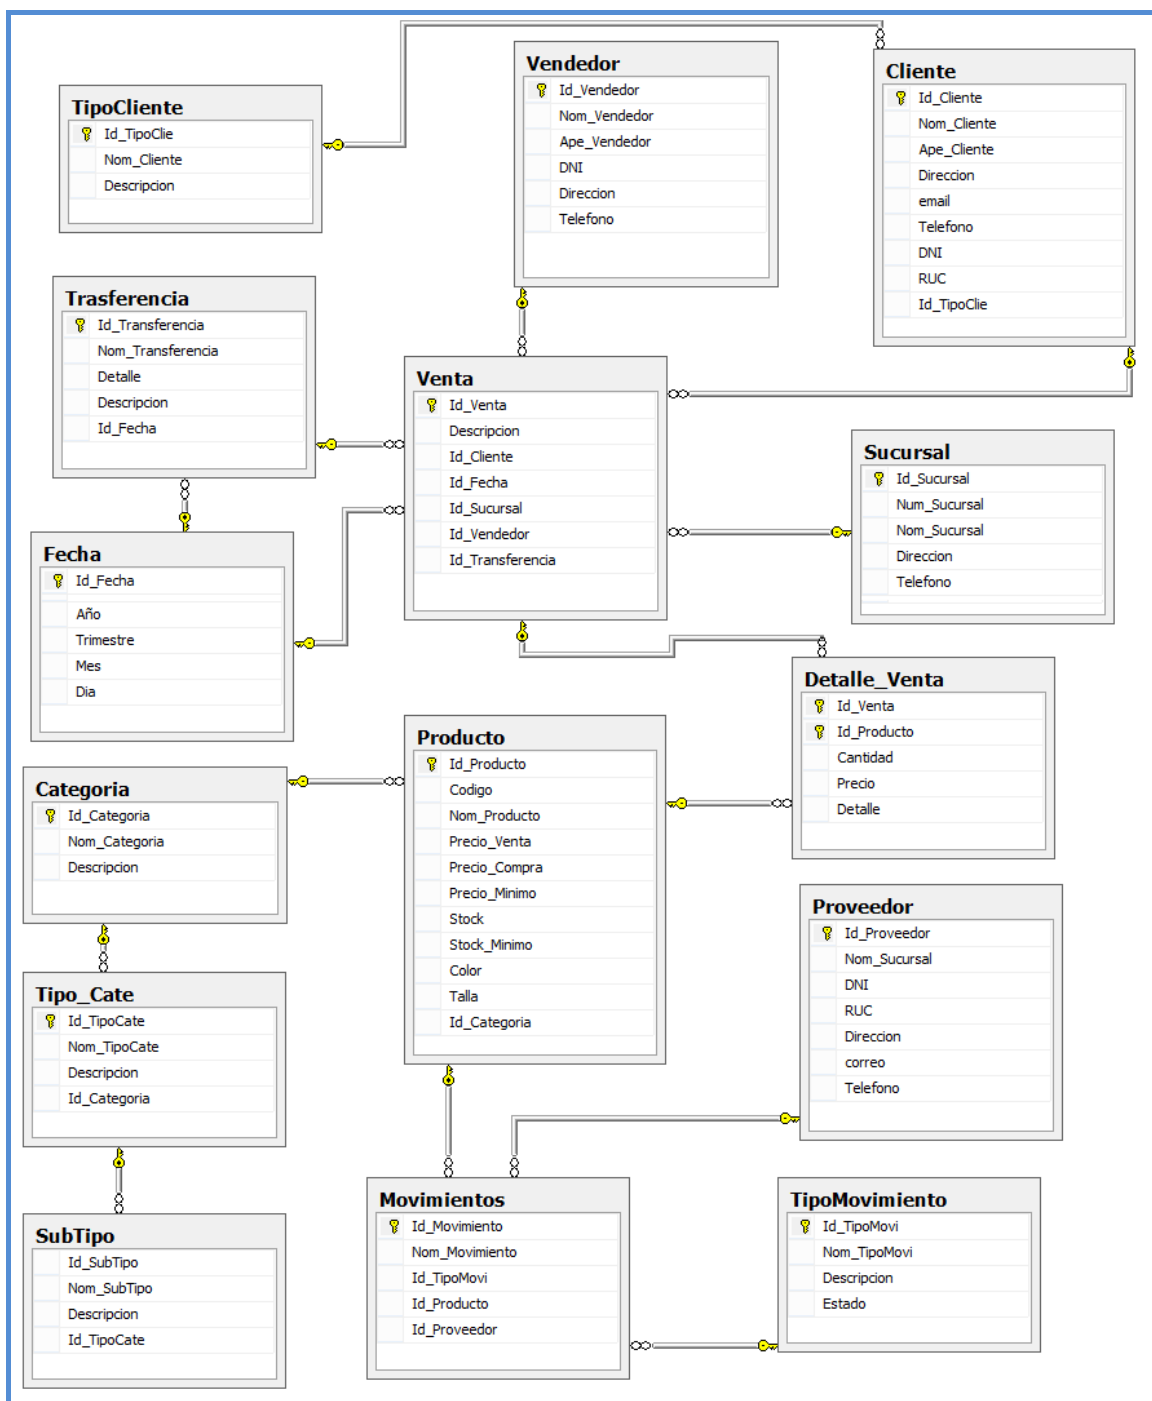 TipoCliente
Id_TipoClie
Nom_Cliente
Descripcion
Vendedor
Id_Vendedor
Nom_Vendedor
Ape_Vendedor
DNI
Direccion
Telefono
Cliente
Id_Cliente
Nom_Cliente
Ape_Cliente
Direccion
email
Telefono
DNI
RUC
Id_TipoClie
Trasferencia
Id_Transferencia
Nom_Transferencia
Detalle
Descripcion
Id_Fecha
Venta
Id_Venta
Descripcion
Id_Cliente
Id_Fecha
Id_Sucursal
Id_Vendedor
Id_Transferencia
Sucursal
Id_Sucursal
Num_Sucursal
Nom_Sucursal
Direccion
Telefono
Fecha
Id_Fecha
Año
Trimestre
Mes
Dia
Detalle_Venta
Id_Venta
Id_Producto
Cantidad
Precio
Detalle
Producto
Id_Producto
Codigo
Nom_Producto
Precio_Venta
Precio_Compra
Precio_Minimo
Stock
Stock_Minimo
Color
Talla
Id_Categoria
Categoria
Id_Categoria
Nom_Categoria
Descripcion
Proveedor
Id_Proveedor
Nom_Sucursal
DNI
RUC
Direccion
correo
Telefono
Tipo_Cate
Id_TipoCate
Nom_TipoCate
Descripcion
Id_Categoria
Movimientos
Id_Movimiento
Nom_Movimiento
Id_TipoMovi
Id_Producto
Id_Proveedor
TipoMovimiento
Id_TipoMovi
Nom_TipoMovi
Descripcion
Estado
SubTipo
Id_SubTipo
Nom_SubTipo
Descripcion
Id_TipoCate